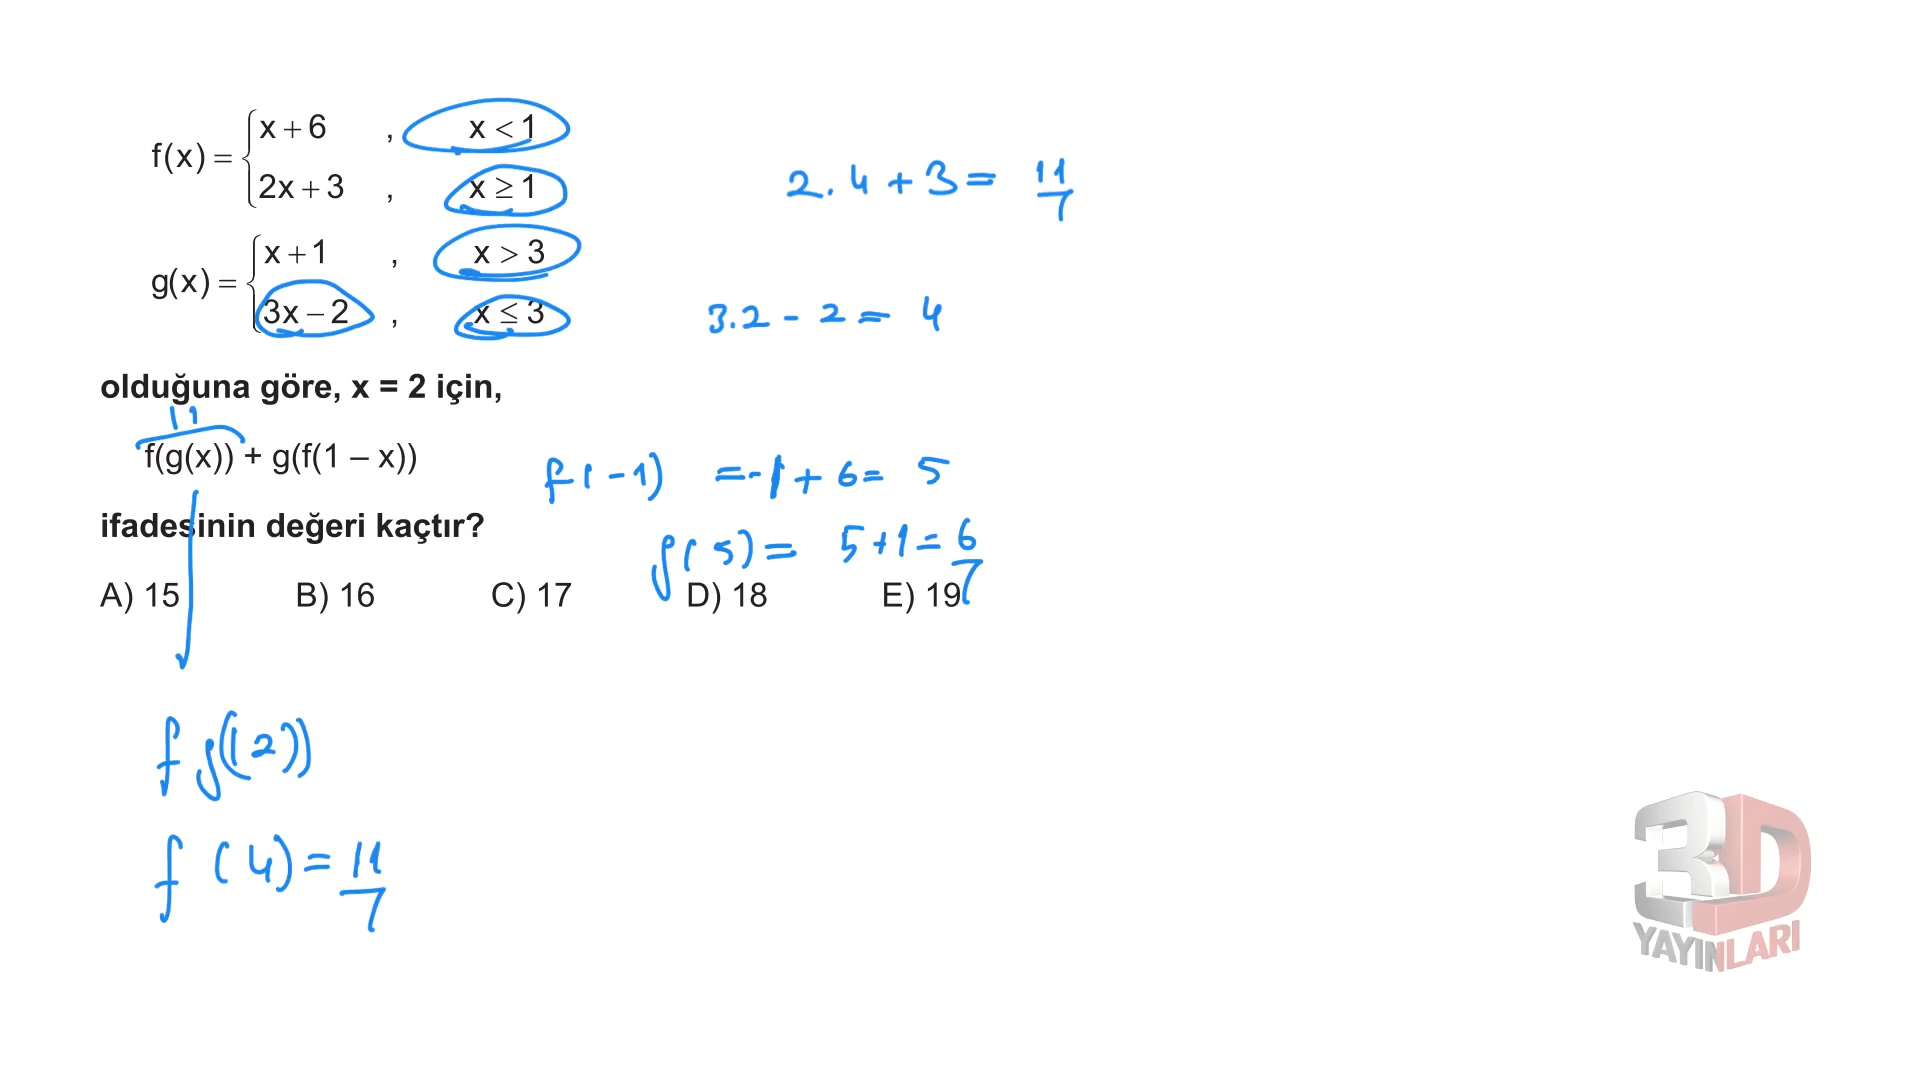 f(x) = { x + 6 , x < 1
2x + 3 , x ≥ 1
2.4 + 3 = 11
g(x) = { x + 1 , x > 3
3x – 2 , x ≤ 3
3.2 - 2 = 4
olduğuna göre, x = 2 için,
11
f(g(x)) + g(f(1 – x))
f(-1) = -1 + 6 = 5
ifadesinin değeri kaçtır?
g(5) = 5+1 = 6
A) 15 B) 16 C) 17 D) 18 E) 19
f g((2))
f (4) = 11
3D
YAYINLARI